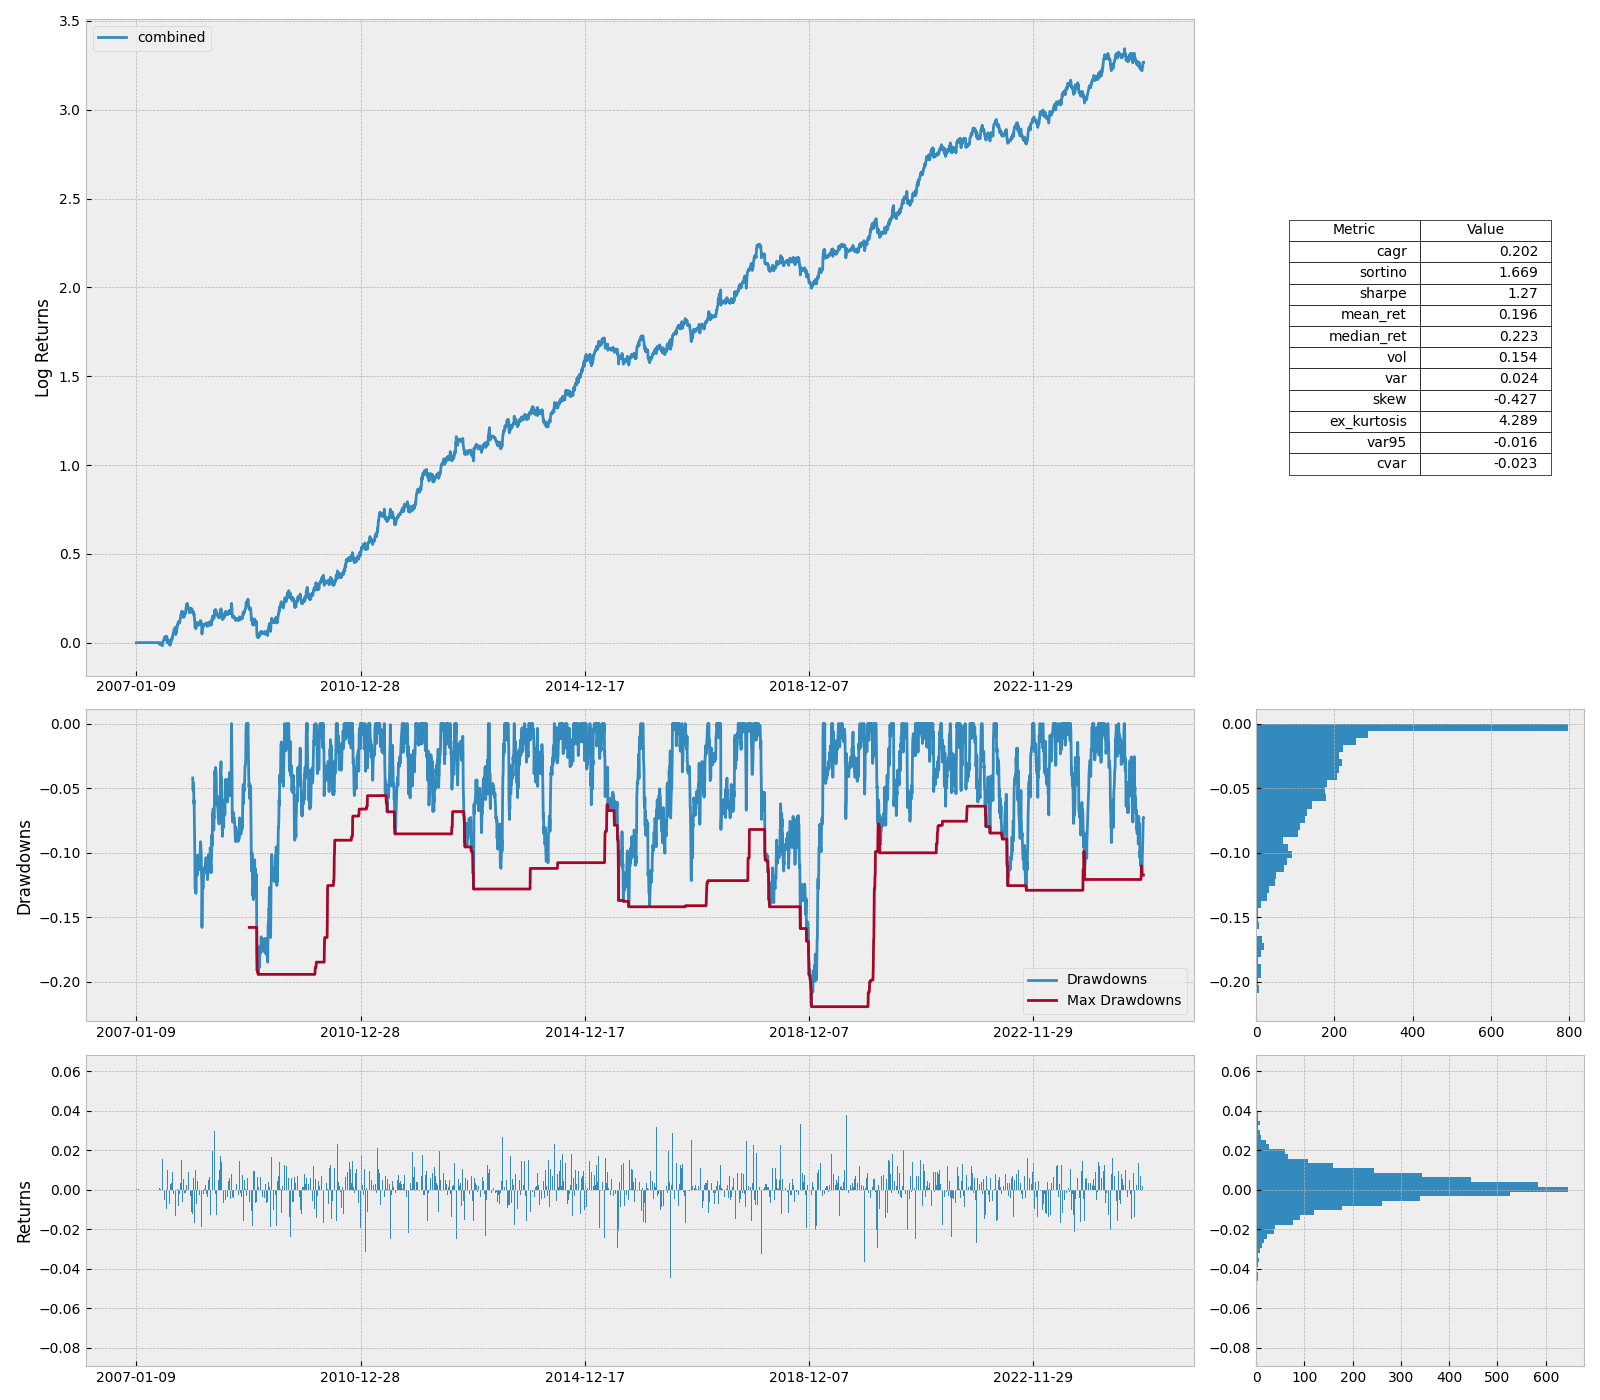 combined
3.5
3.0
2.5
2.0
1.5
1.0
0.5
0.0
Log Returns
2007-01-09 2010-12-28 2014-12-17 2018-12-07 2022-11-29
Metric Value
cagr 0.202
sortino 1.669
sharpe 1.27
mean_ret 0.196
median_ret 0.223
vol 0.154
var 0.024
skew -0.427
ex_kurtosis 4.289
var95 -0.016
cvar -0.023
0.00
−0.05
−0.10
−0.15
−0.20
Drawdowns
Drawdowns
Max Drawdowns
2007-01-09 2010-12-28 2014-12-17 2018-12-07 2022-11-29
0.00
−0.05
−0.10
−0.15
−0.20
0 200 400 600 800
0.06
0.04
0.02
0.00
−0.02
−0.04
−0.06
−0.08
Returns
2007-01-09 2010-12-28 2014-12-17 2018-12-07 2022-11-29
0.06
0.04
0.02
0.00
−0.02
−0.04
−0.06
−0.08
0 100 200 300 400 500 600